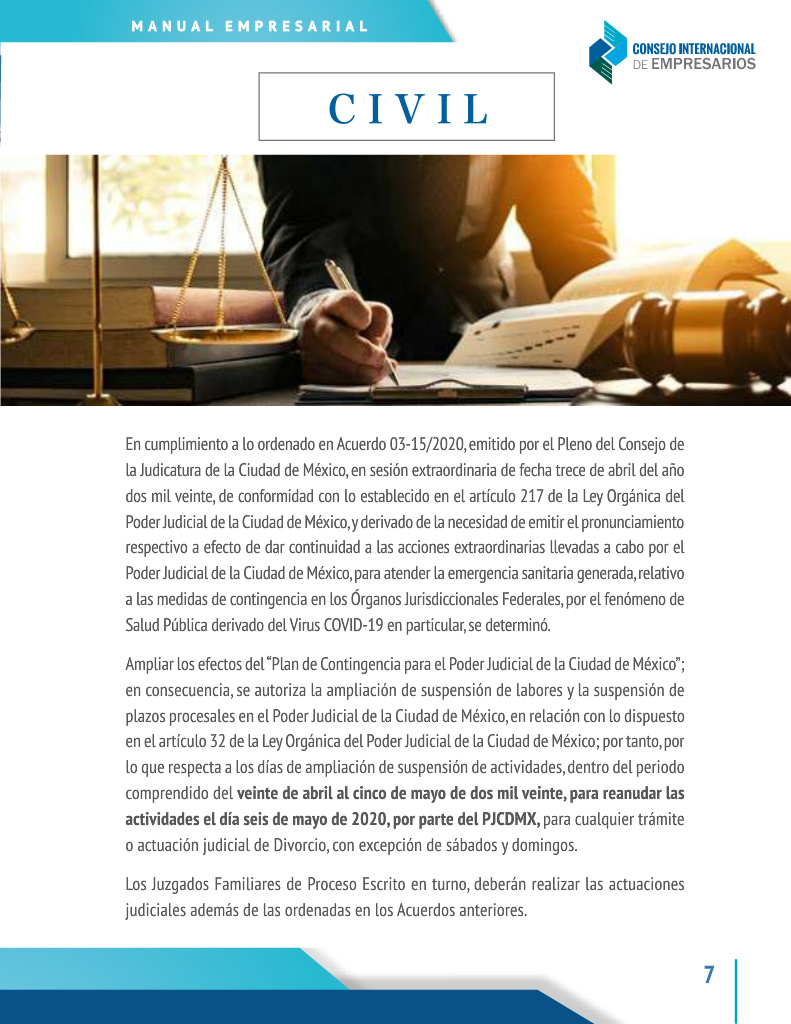 MANUAL EMPRESARIAL
CONSEJO INTERNACIONAL
DE EMPRESARIOS
CIVIL
En cumplimiento a lo ordenado en Acuerdo 03-15/2020, emitido por el Pleno del Consejo de
la Judicatura de la Ciudad de México, en sesión extraordinaria de fecha trece de abril del año
dos mil veinte, de conformidad con lo establecido en el artículo 217 de la Ley Orgánica del
Poder Judicial de la Ciudad de México, y derivado de la necesidad de emitir el pronunciamiento
respectivo a efecto de dar continuidad a las acciones extraordinarias llevadas a cabo por el
Poder Judicial de la Ciudad de México, para atender la emergencia sanitaria generada, relativo
a las medidas de contingencia en los Órganos Jurisdiccionales Federales, por el fenómeno de
Salud Pública derivado del Virus COVID-19 en particular, se determinó.
Ampliar los efectos del “Plan de Contingencia para el Poder Judicial de la Ciudad de México”;
en consecuencia, se autoriza la ampliación de suspensión de labores y la suspensión de
plazos procesales en el Poder Judicial de la Ciudad de México, en relación con lo dispuesto
en el artículo 32 de la Ley Orgánica del Poder Judicial de la Ciudad de México; por tanto, por
lo que respecta a los días de ampliación de suspensión de actividades, dentro del periodo
comprendido del veinte de abril al cinco de mayo de dos mil veinte, para reanudar las
actividades el día seis de mayo de 2020, por parte del PJCDMX, para cualquier trámite
o actuación judicial de Divorcio, con excepción de sábados y domingos.
Los Juzgados Familiares de Proceso Escrito en turno, deberán realizar las actuaciones
judiciales además de las ordenadas en los Acuerdos anteriores.
7